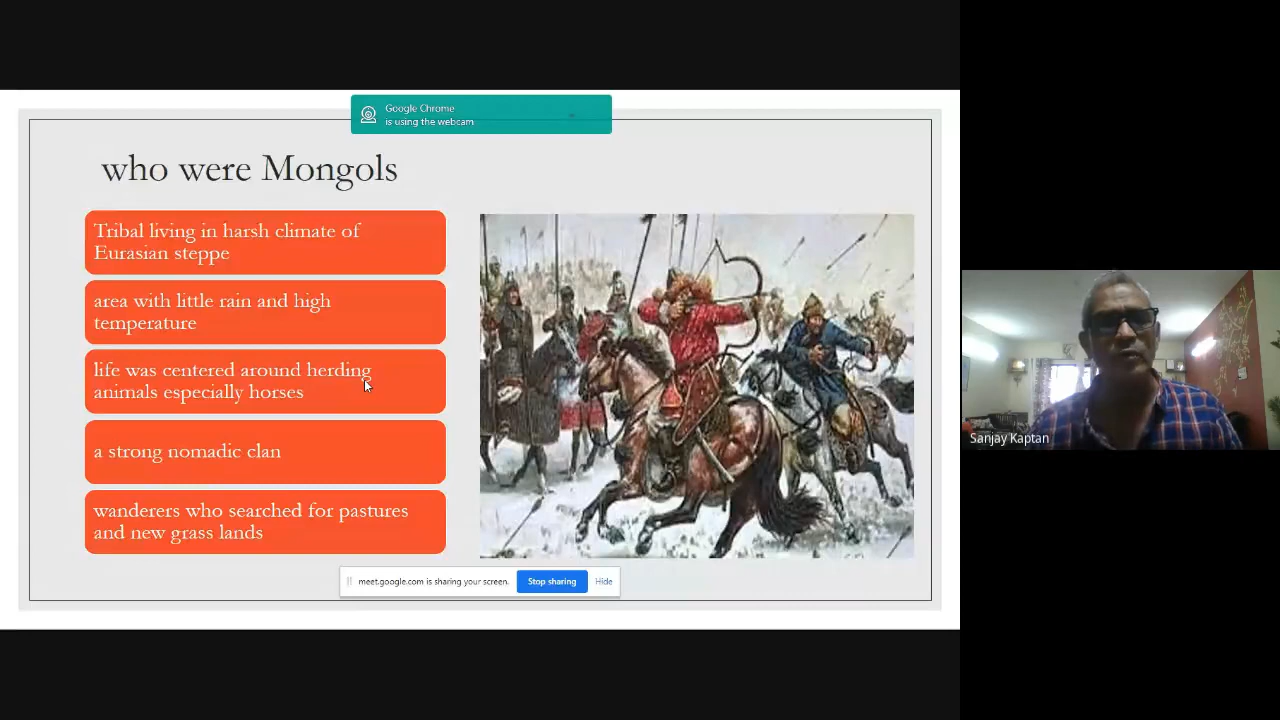 Google Chrome
is using the webcam
who were Mongols
Tribal living in harsh climate of
Eurasian steppe
area with little rain and high
temperature
life was centered around herding
animals especially horses
a strong nomadic clan
wanderers who searched for pastures
and new grass lands
meet.google.com is sharing your screen.
Stop sharing
Hide
Sanjay Kaptan